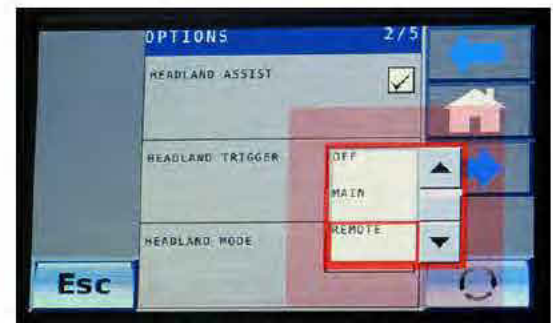 OPTIONS 2/5
HEADLAND ASSIST
HEADLAND TRIGGER
OFF
MAIN
REMOTE
HEADLAND MODE
Esc